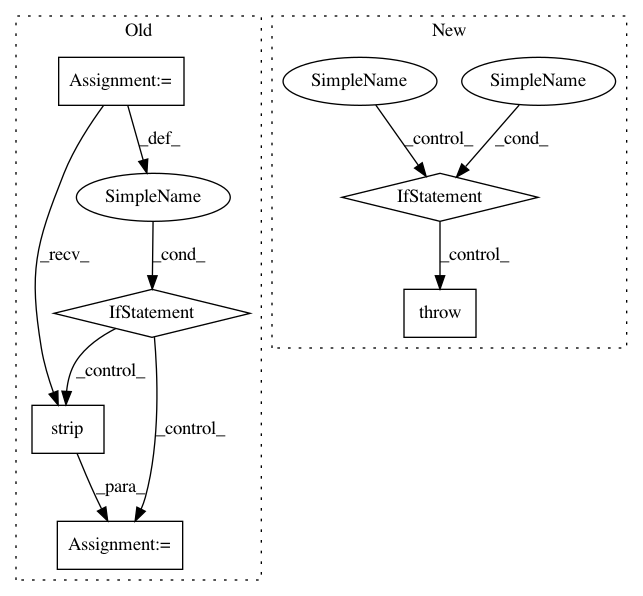 Old
Assignment:=
_def_
SimpleName
_recv_
_cond_
IfStatement
_control_
_control_
strip
_para_
Assignment:=
New
SimpleName
SimpleName
_control_
_cond_
IfStatement
_control_
throw